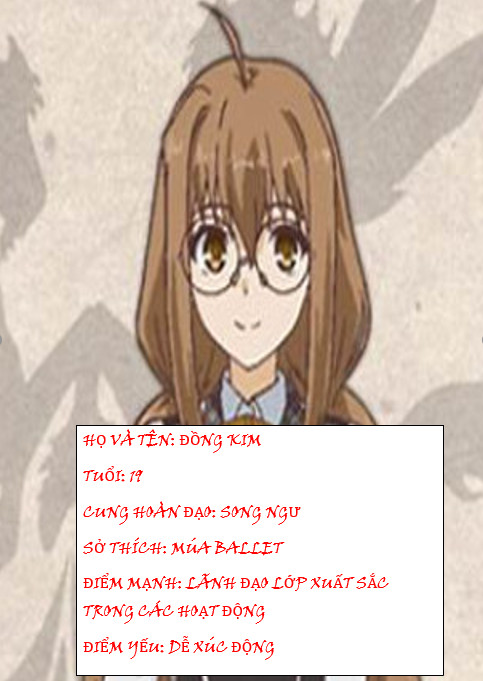 HỌ VÀ TÊN: ĐỒNG KIM
TUỔI: 19
CUNG HOÀN ĐẠO: SONG NGƯ
SỞ THÍCH: MÚA BALLET
ĐIỂM MẠNH: LÃNH ĐẠO LỚP XUẤT SẮC
TRONG CÁC HOẠT ĐỘNG
ĐIỂM YẾU: DỄ XÚC ĐỘNG